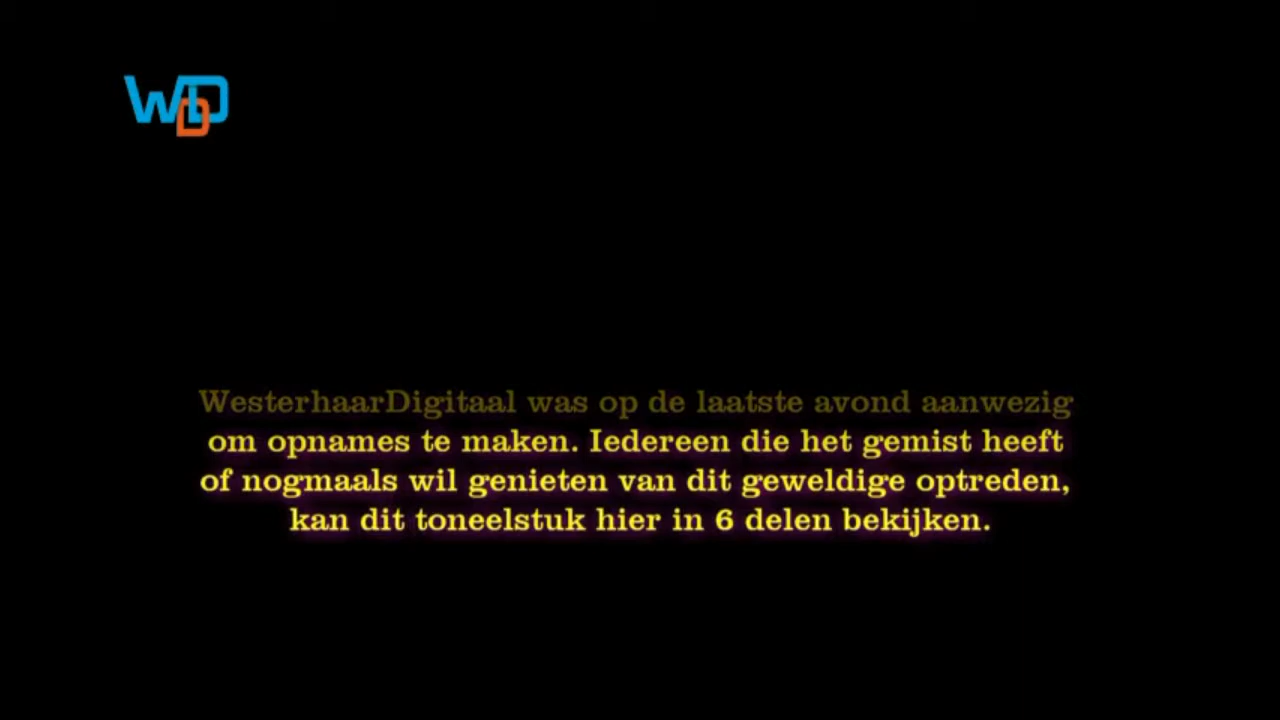 WDD
WesterhaarDigitaal was op de laatste avond aanwezig
om opnames te maken. Iedereen die het gemist heeft
of nogmaals wil genieten van dit geweldige optreden,
kan dit toneelstuk hier in 6 delen bekijken.